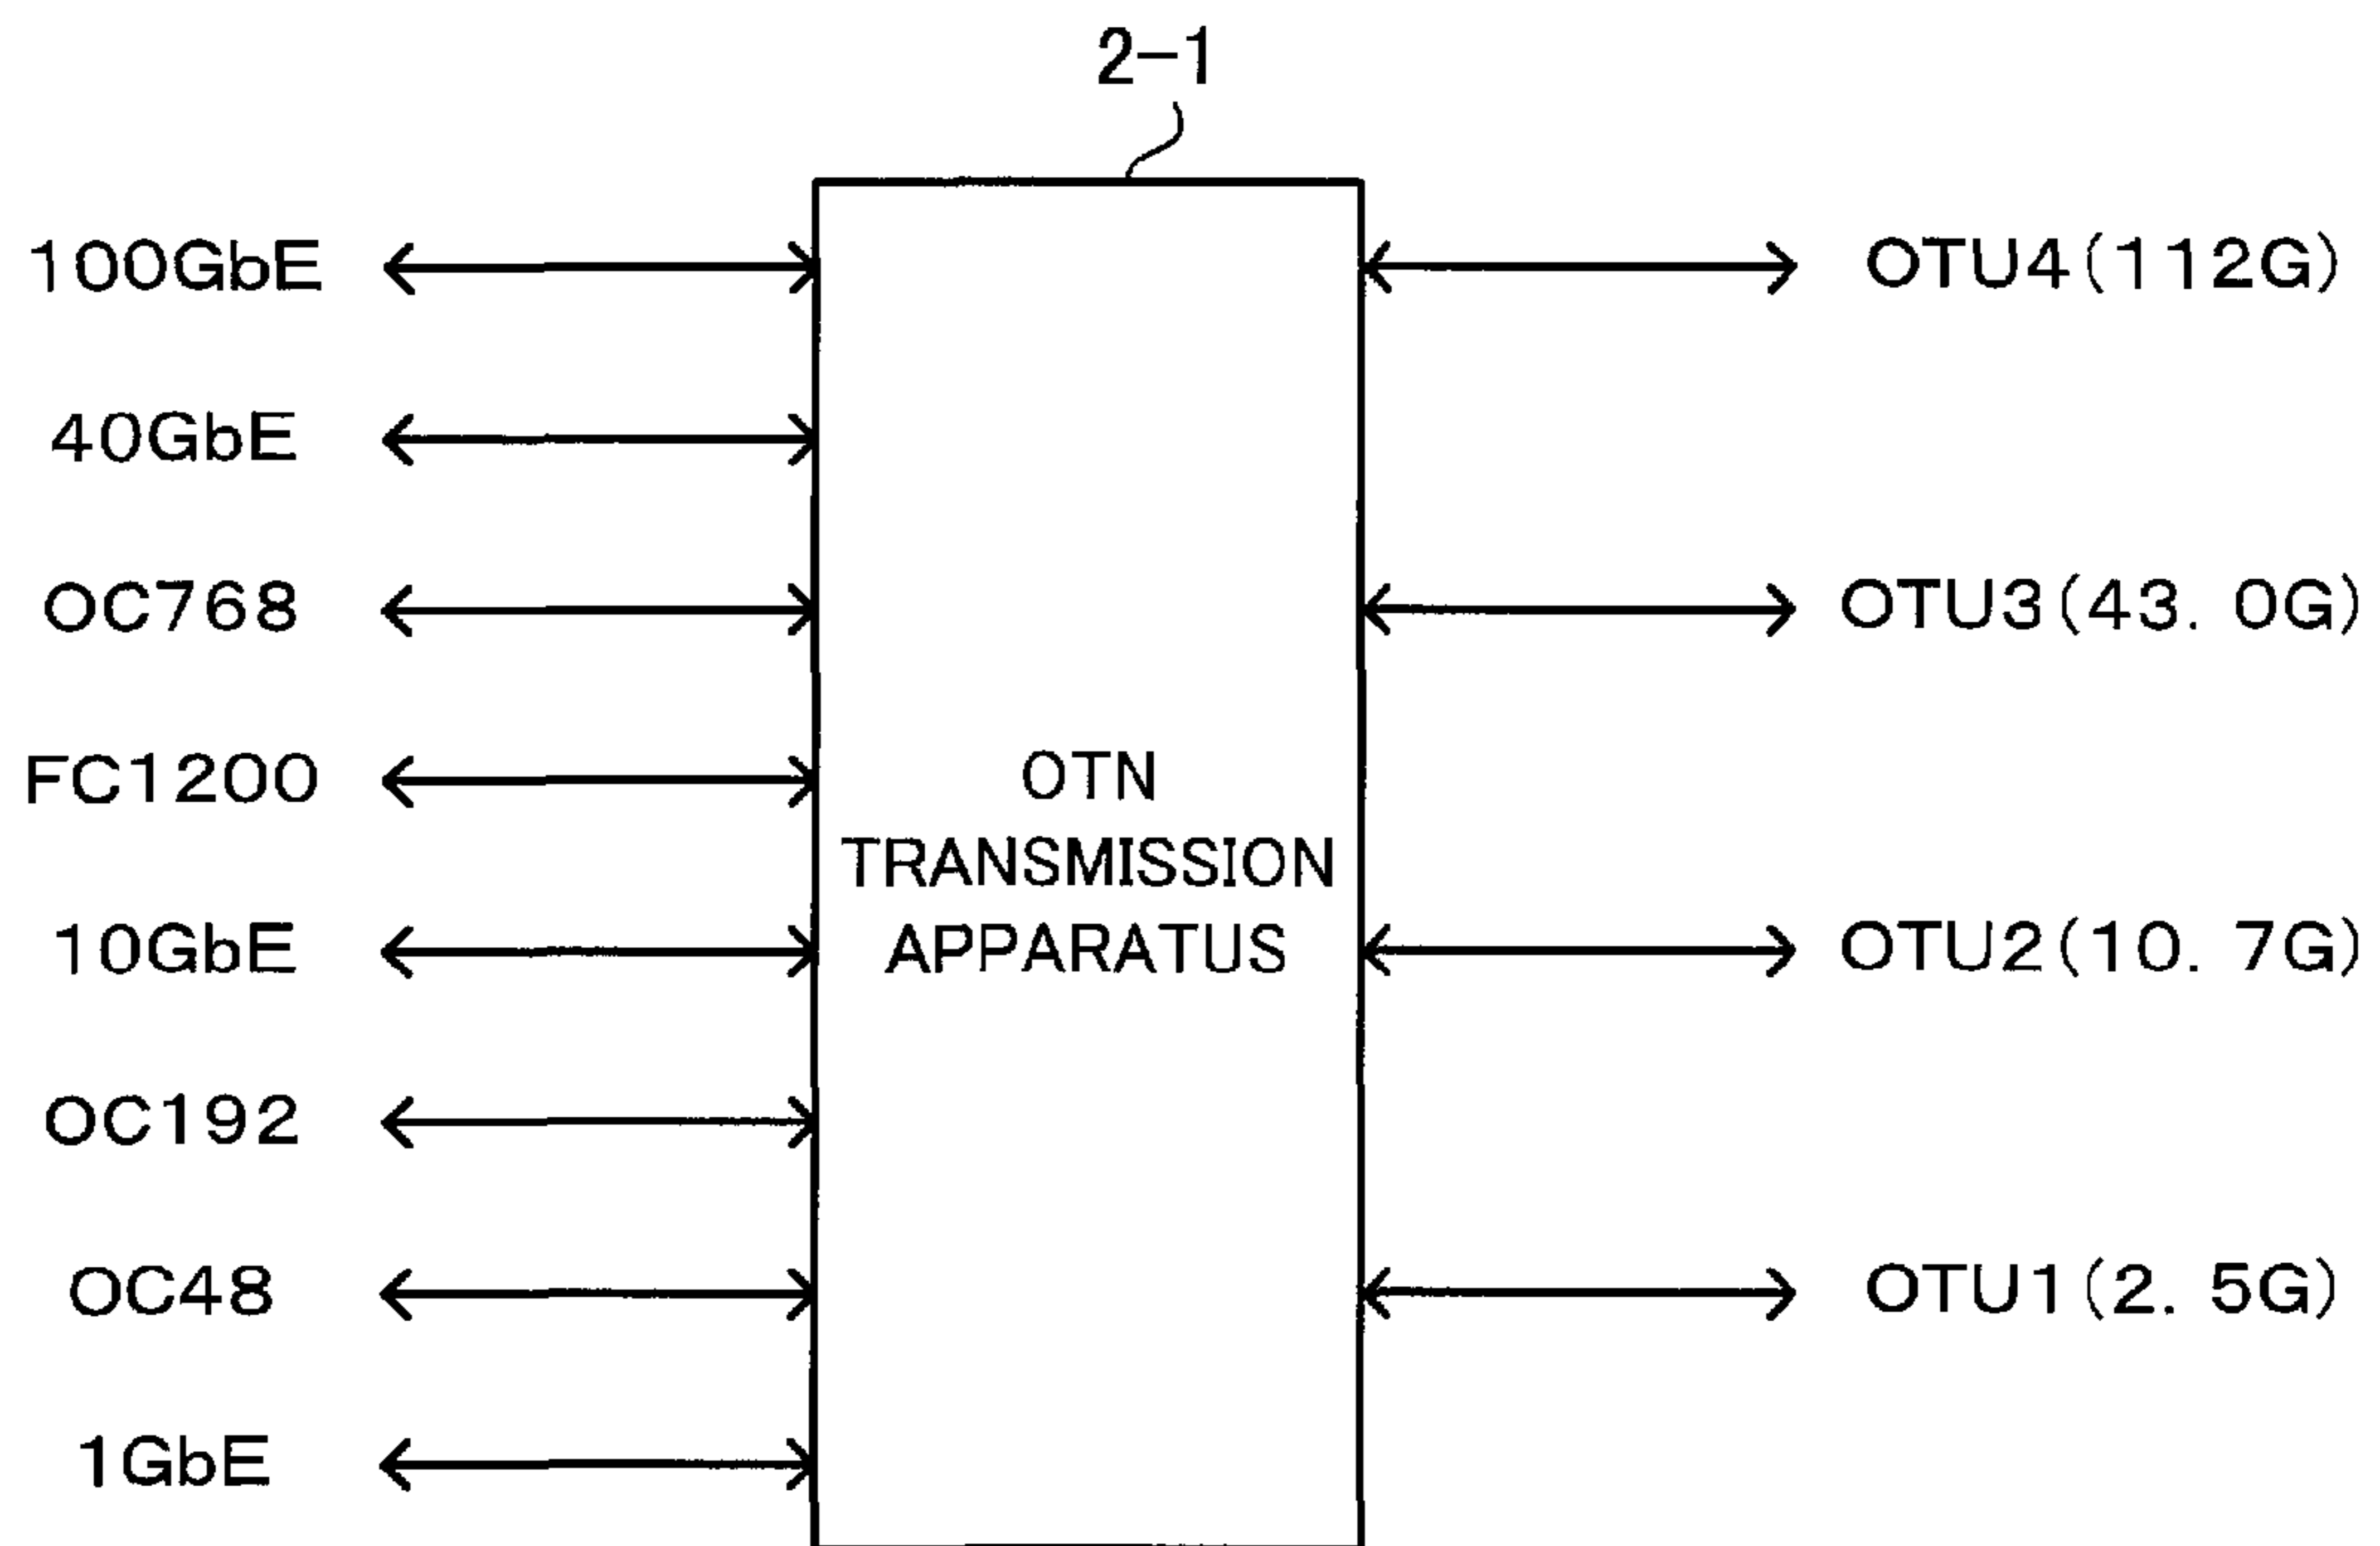 2-1
100GbE
OTU4(112G)
40GbE
OC768
OTU3(43. 0G)
FC1200
OTN
TRANSMISSION
APPARATUS
10GbE
OTU2(10. 7G)
OC192
OC48
OTU1(2. 5G)
1GbE